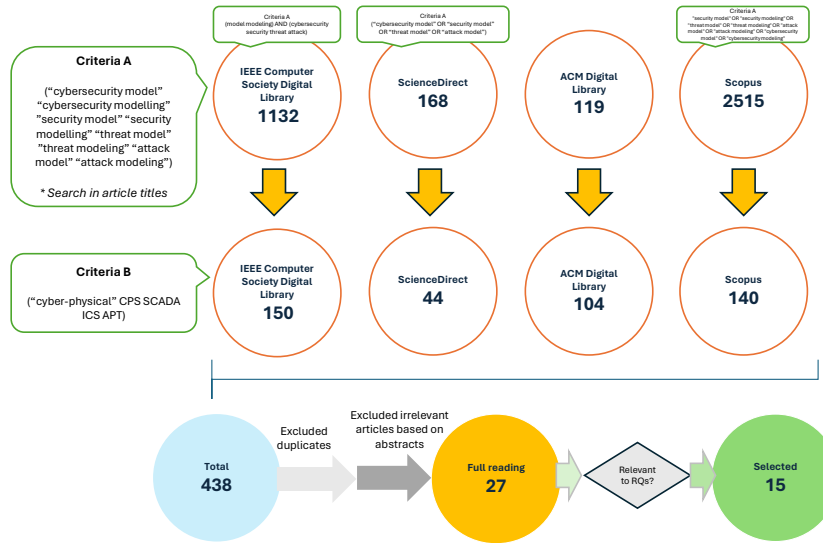 Criteria A
(model modeling) AND (cybersecurity
security threat attack)
Criteria A
("cybersecurity model" OR "security model"
OR "threat model" OR "attack model")
Criteria A
"security model" OR "security modeling" OR
"threat model" OR "threat modeling" OR "attack
model" OR "attack modeling" OR "cybersecurity
model" OR "cybersecurity modeling"
Criteria A
(“cybersecurity model”
“cybersecurity modelling”
”security model” “security
modelling” “threat model”
”threat modeling” “attack
model” “attack modeling”)
* Search in article titles
IEEE Computer
Society Digital
Library
1132
ScienceDirect
168
ACM Digital
Library
119
Scopus
2515
Criteria B
(“cyber-physical” CPS SCADA
ICS APT)
IEEE Computer
Society Digital
Library
150
ScienceDirect
44
ACM Digital
Library
104
Scopus
140
Total
438
Excluded
duplicates
Excluded irrelevant
articles based on
abstracts
Full reading
27
Relevant
to RQs?
Selected
15